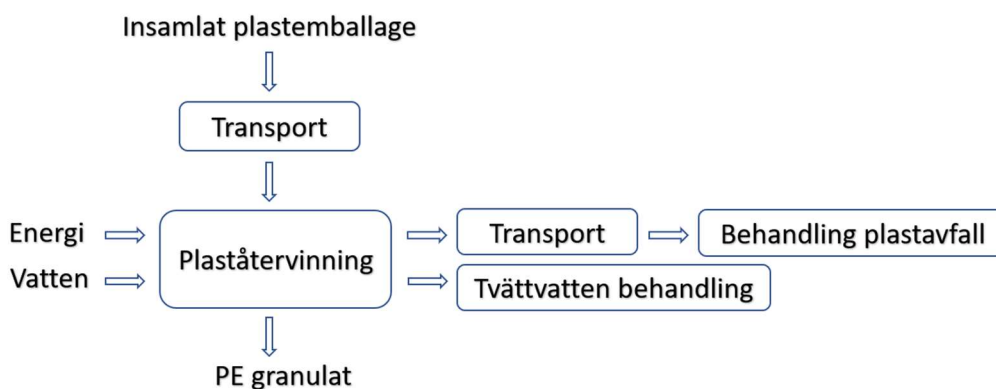 Insamlat plastemballage
Transport
Energi
Vatten
Plaståtervinning
Transport
Behandling plastavfall
Tvättvatten behandling
PE granulat